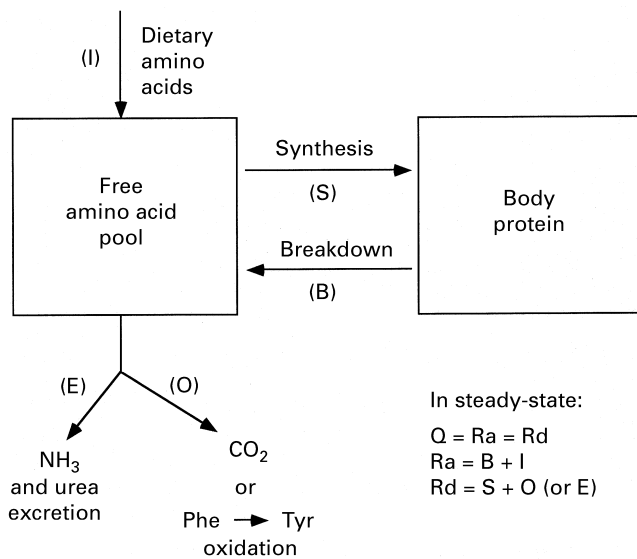 (I)
Dietary
amino
acids
Free
amino acid
pool
Synthesis
(S)
Breakdown
(B)
Body
protein
(E)
(O)
NH₃
and urea
excretion
CO₂
or
Phe → Tyr
oxidation
In steady-state:
Q = Ra = Rd
Ra = B + I
Rd = S + O (or E)